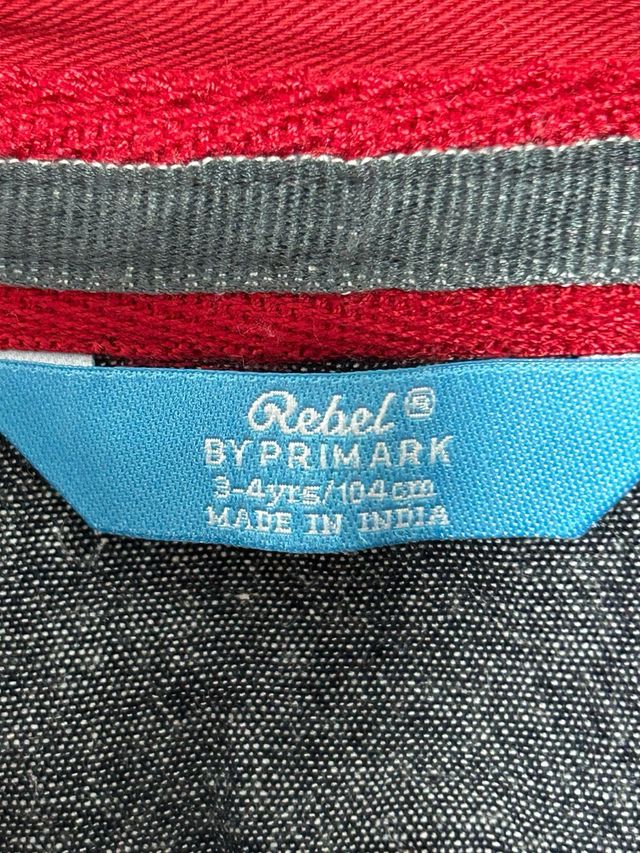 Rebel ®
BY PRIMARK
3-4yrs/104cm
MADE IN INDIA